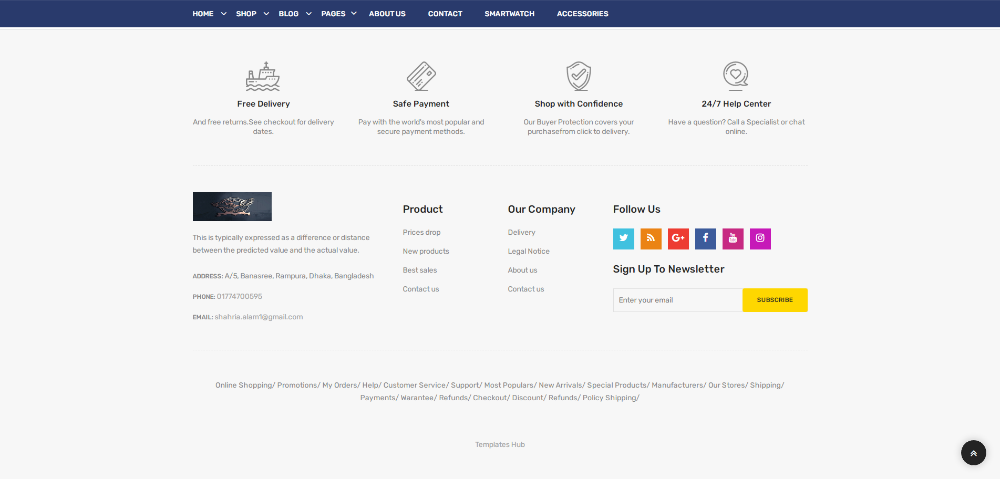 HOME SHOP BLOG PAGES ABOUT US CONTACT SMARTWATCH ACCESSORIES
Free Delivery
And free returns.See checkout for delivery
dates.
Safe Payment
Pay with the world's most popular and
secure payment methods.
Shop with Confidence
Our Buyer Protection covers your
purchasefrom click to delivery.
24/7 Help Center
Have a question? Call a Specialist or chat
online.
This is typically expressed as a difference or distance
between the predicted value and the actual value.
ADDRESS: A/5, Banasree, Rampura, Dhaka, Bangladesh
PHONE: 01774700595
EMAIL: shahria.alam1@gmail.com
Product
Prices drop
New products
Best sales
Contact us
Our Company
Delivery
Legal Notice
About us
Contact us
Follow Us
You
Tube
Sign Up To Newsletter
Enter your email
SUBSCRIBE
Online Shopping/ Promotions/ My Orders/ Help/ Customer Service/ Support/ Most Populars/ New Arrivals/ Special Products/ Manufacturers/ Our Stores/ Shipping/
Payments/ Warantee/ Refunds/ Checkout/ Discount/ Refunds/ Policy Shipping/
Templates Hub